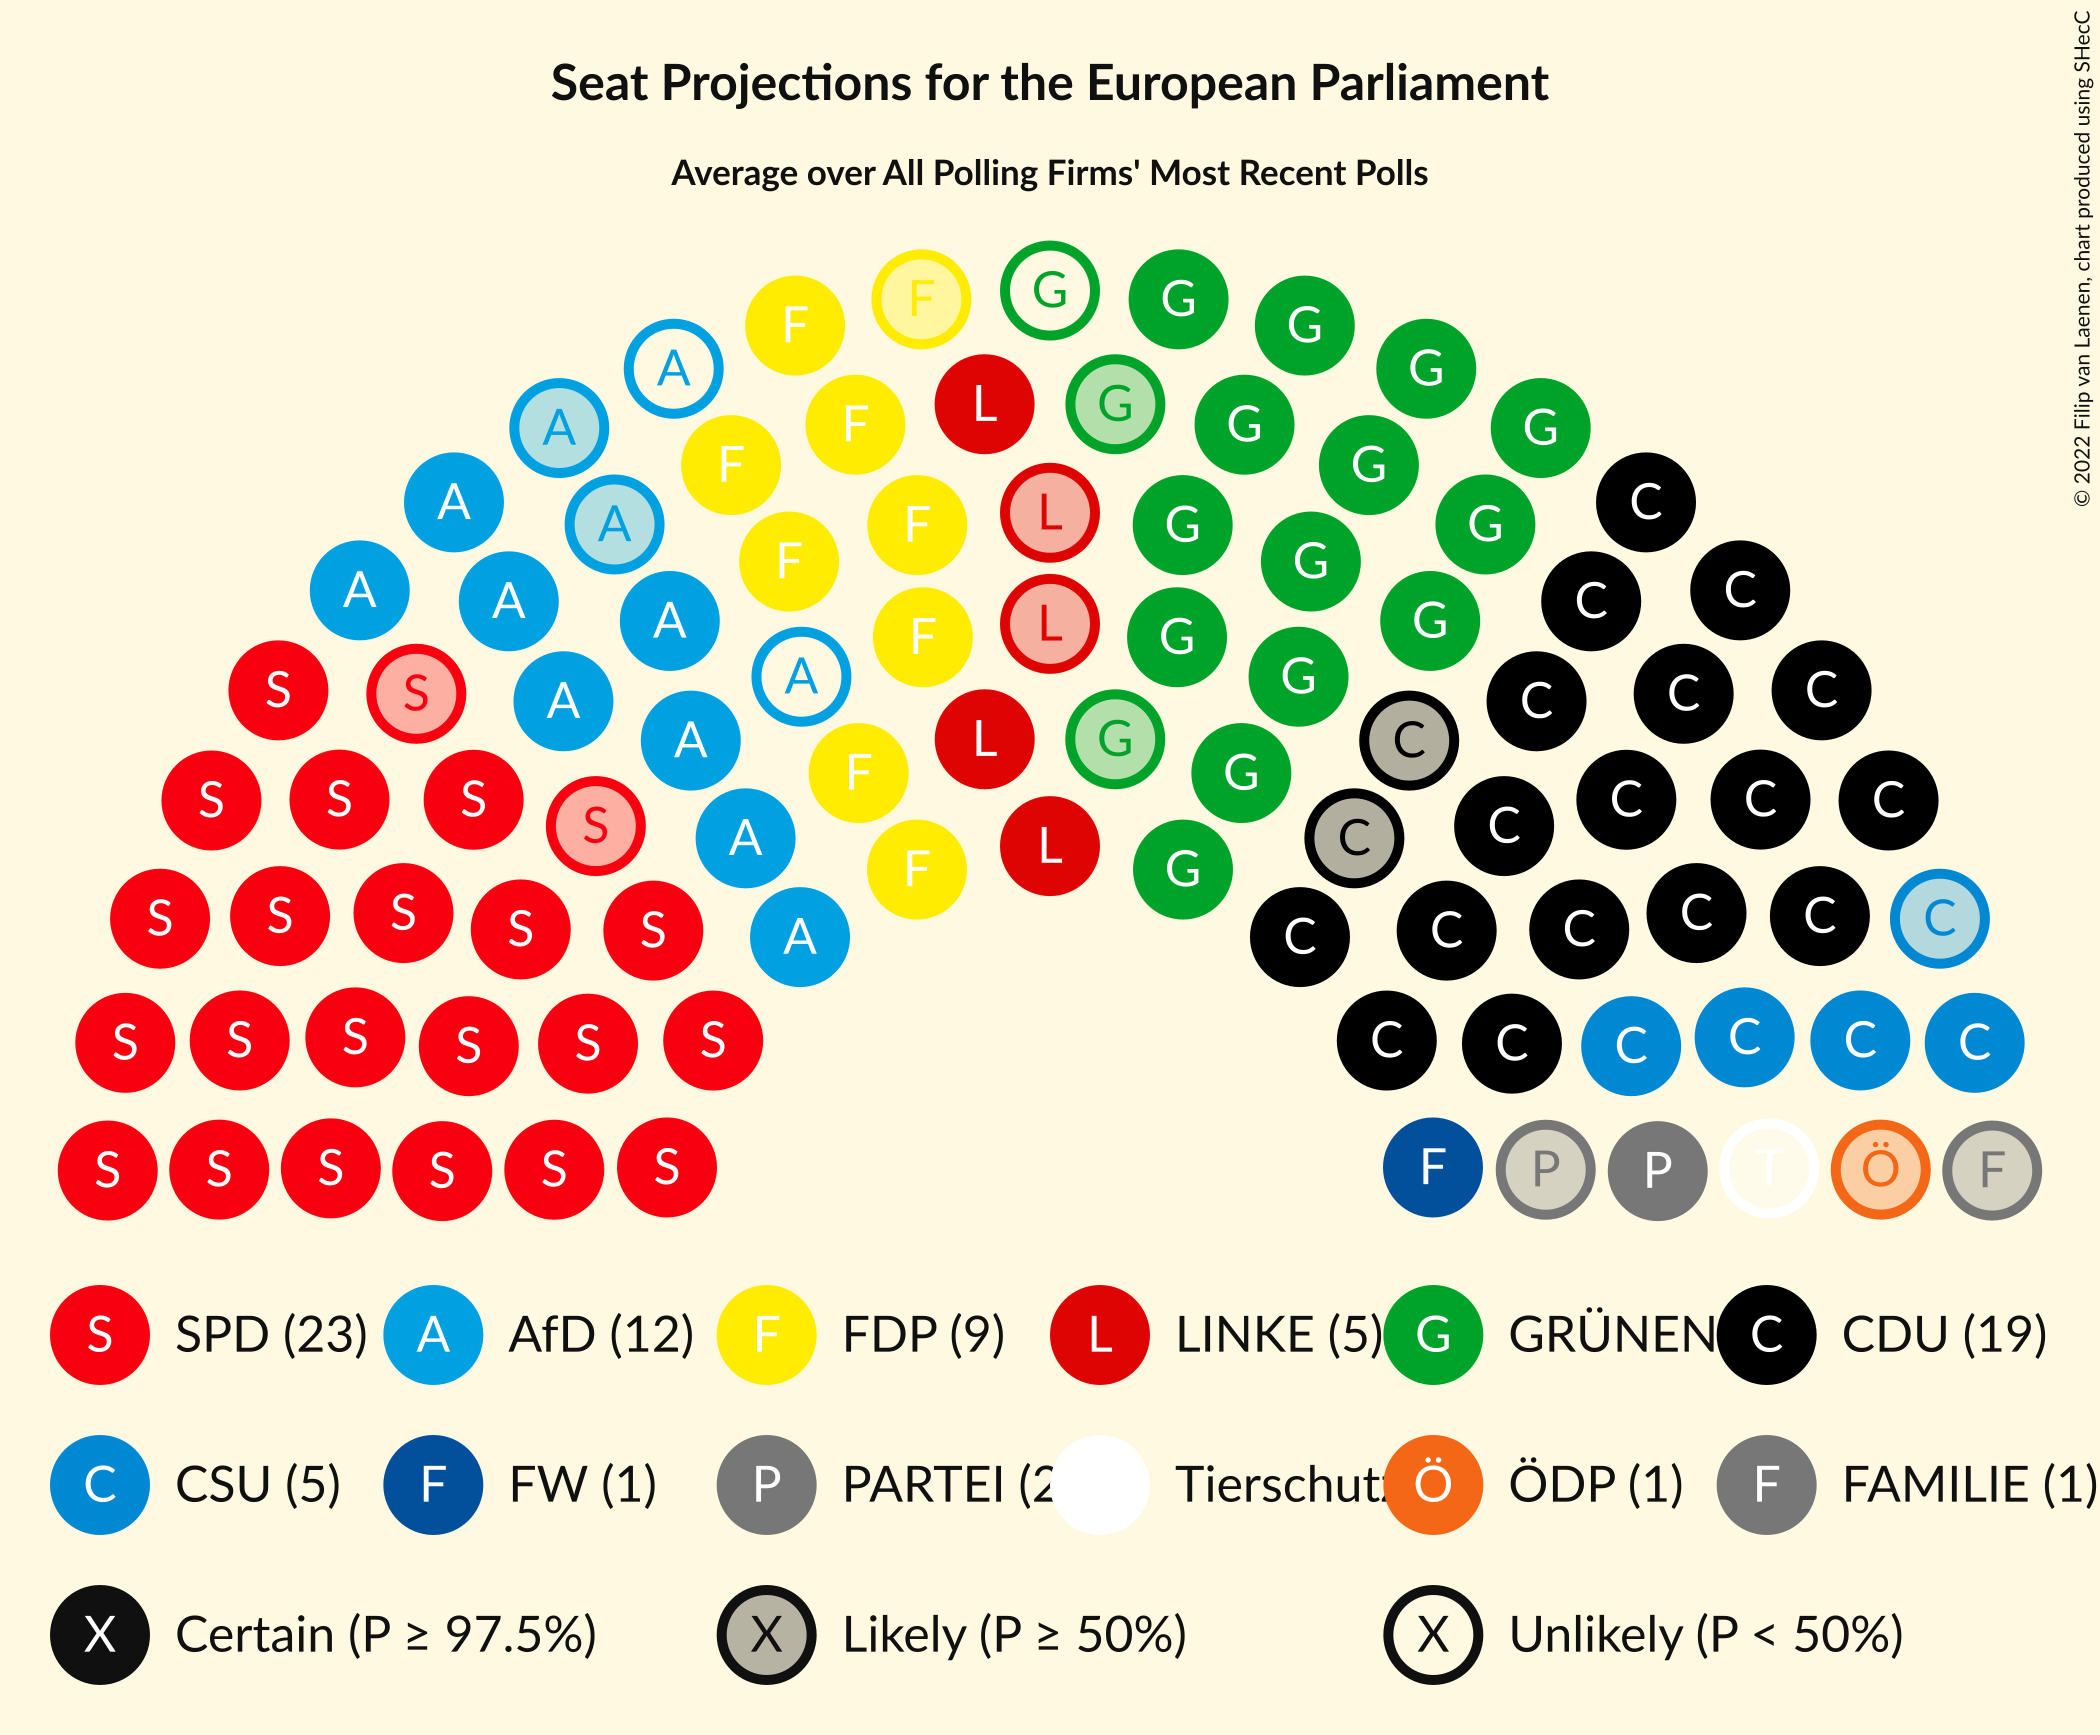 Seat Projections for the European Parliament
Average over All Polling Firms' Most Recent Polls
© 2022 Filip van Laenen, chart produced using SHecC
F G G
A F G
A F L G G G
A A F F G G G
A A F F L G G C
A A F L G G C C
S S A A A L G G C C C C
S S S S A F L G G C C C C C C
S S S S S A F L G C C C C C C
S S S S S S C C C C C C
S S S S S S F P P T Ö F
S SPD (23) A AfD (12) F FDP (9) L LINKE (5) G GRÜNEN C CDU (19)
C CSU (5) F FW (1) P PARTEI (2 Tierschutz Ö ÖDP (1) F FAMILIE (1)
X Certain (P ≥ 97.5%) X Likely (P ≥ 50%) X Unlikely (P < 50%)